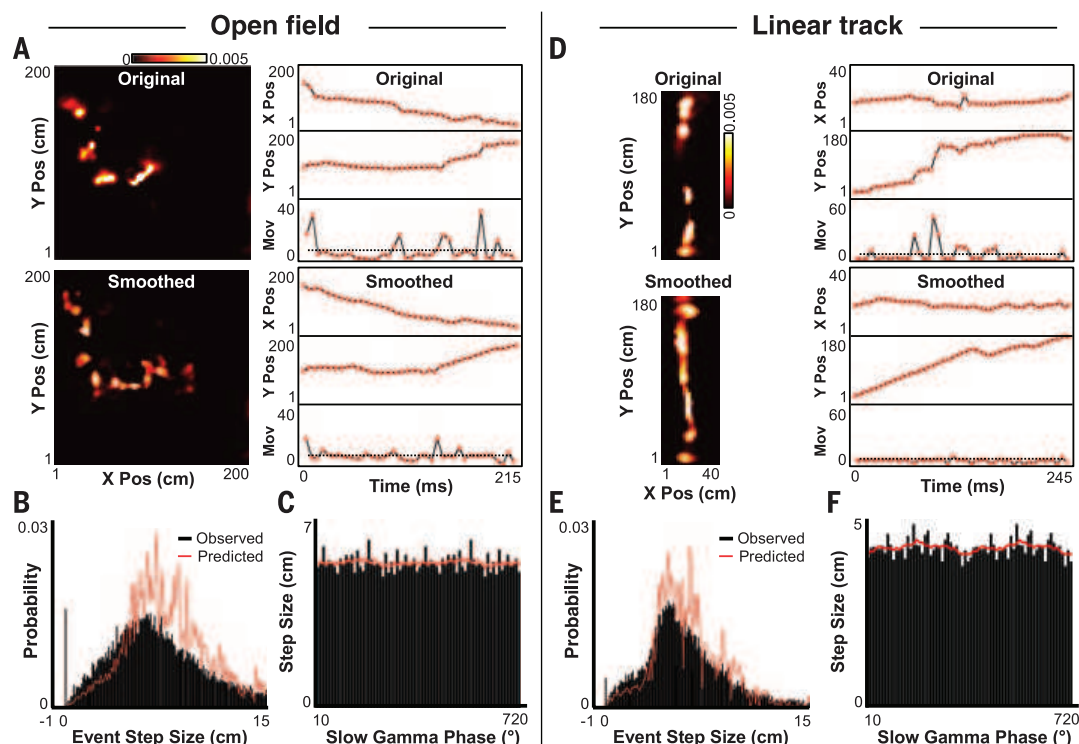 Open field
Linear track
A
0 0.005
200
Original
Y Pos (cm)
1
200
Smoothed
Y Pos (cm)
1
1 200
X Pos (cm)
200
Original
X Pos
1
200
Y Pos
1
40
Mov
0
200
Smoothed
X Pos
1
200
Y Pos
1
40
Mov
0
0 215
Time (ms)
D
Original
180
Y Pos (cm)
1
0 0.005
Smoothed
180
Y Pos (cm)
1
1 40
X Pos (cm)
40
Original
X Pos
1
180
Y Pos
1
60
Mov
0
40
Smoothed
X Pos
1
180
Y Pos
1
60
Mov
0
0 245
Time (ms)
B
0.03
Observed
Predicted
Probability
0
-1 0 15
Event Step Size (cm)
C
7
Step Size (cm)
0
10 720
Slow Gamma Phase (°)
E
0.03
Observed
Predicted
Probability
0
-1 0 15
Event Step Size (cm)
F
5
Step Size (cm)
0
10 720
Slow Gamma Phase (°)